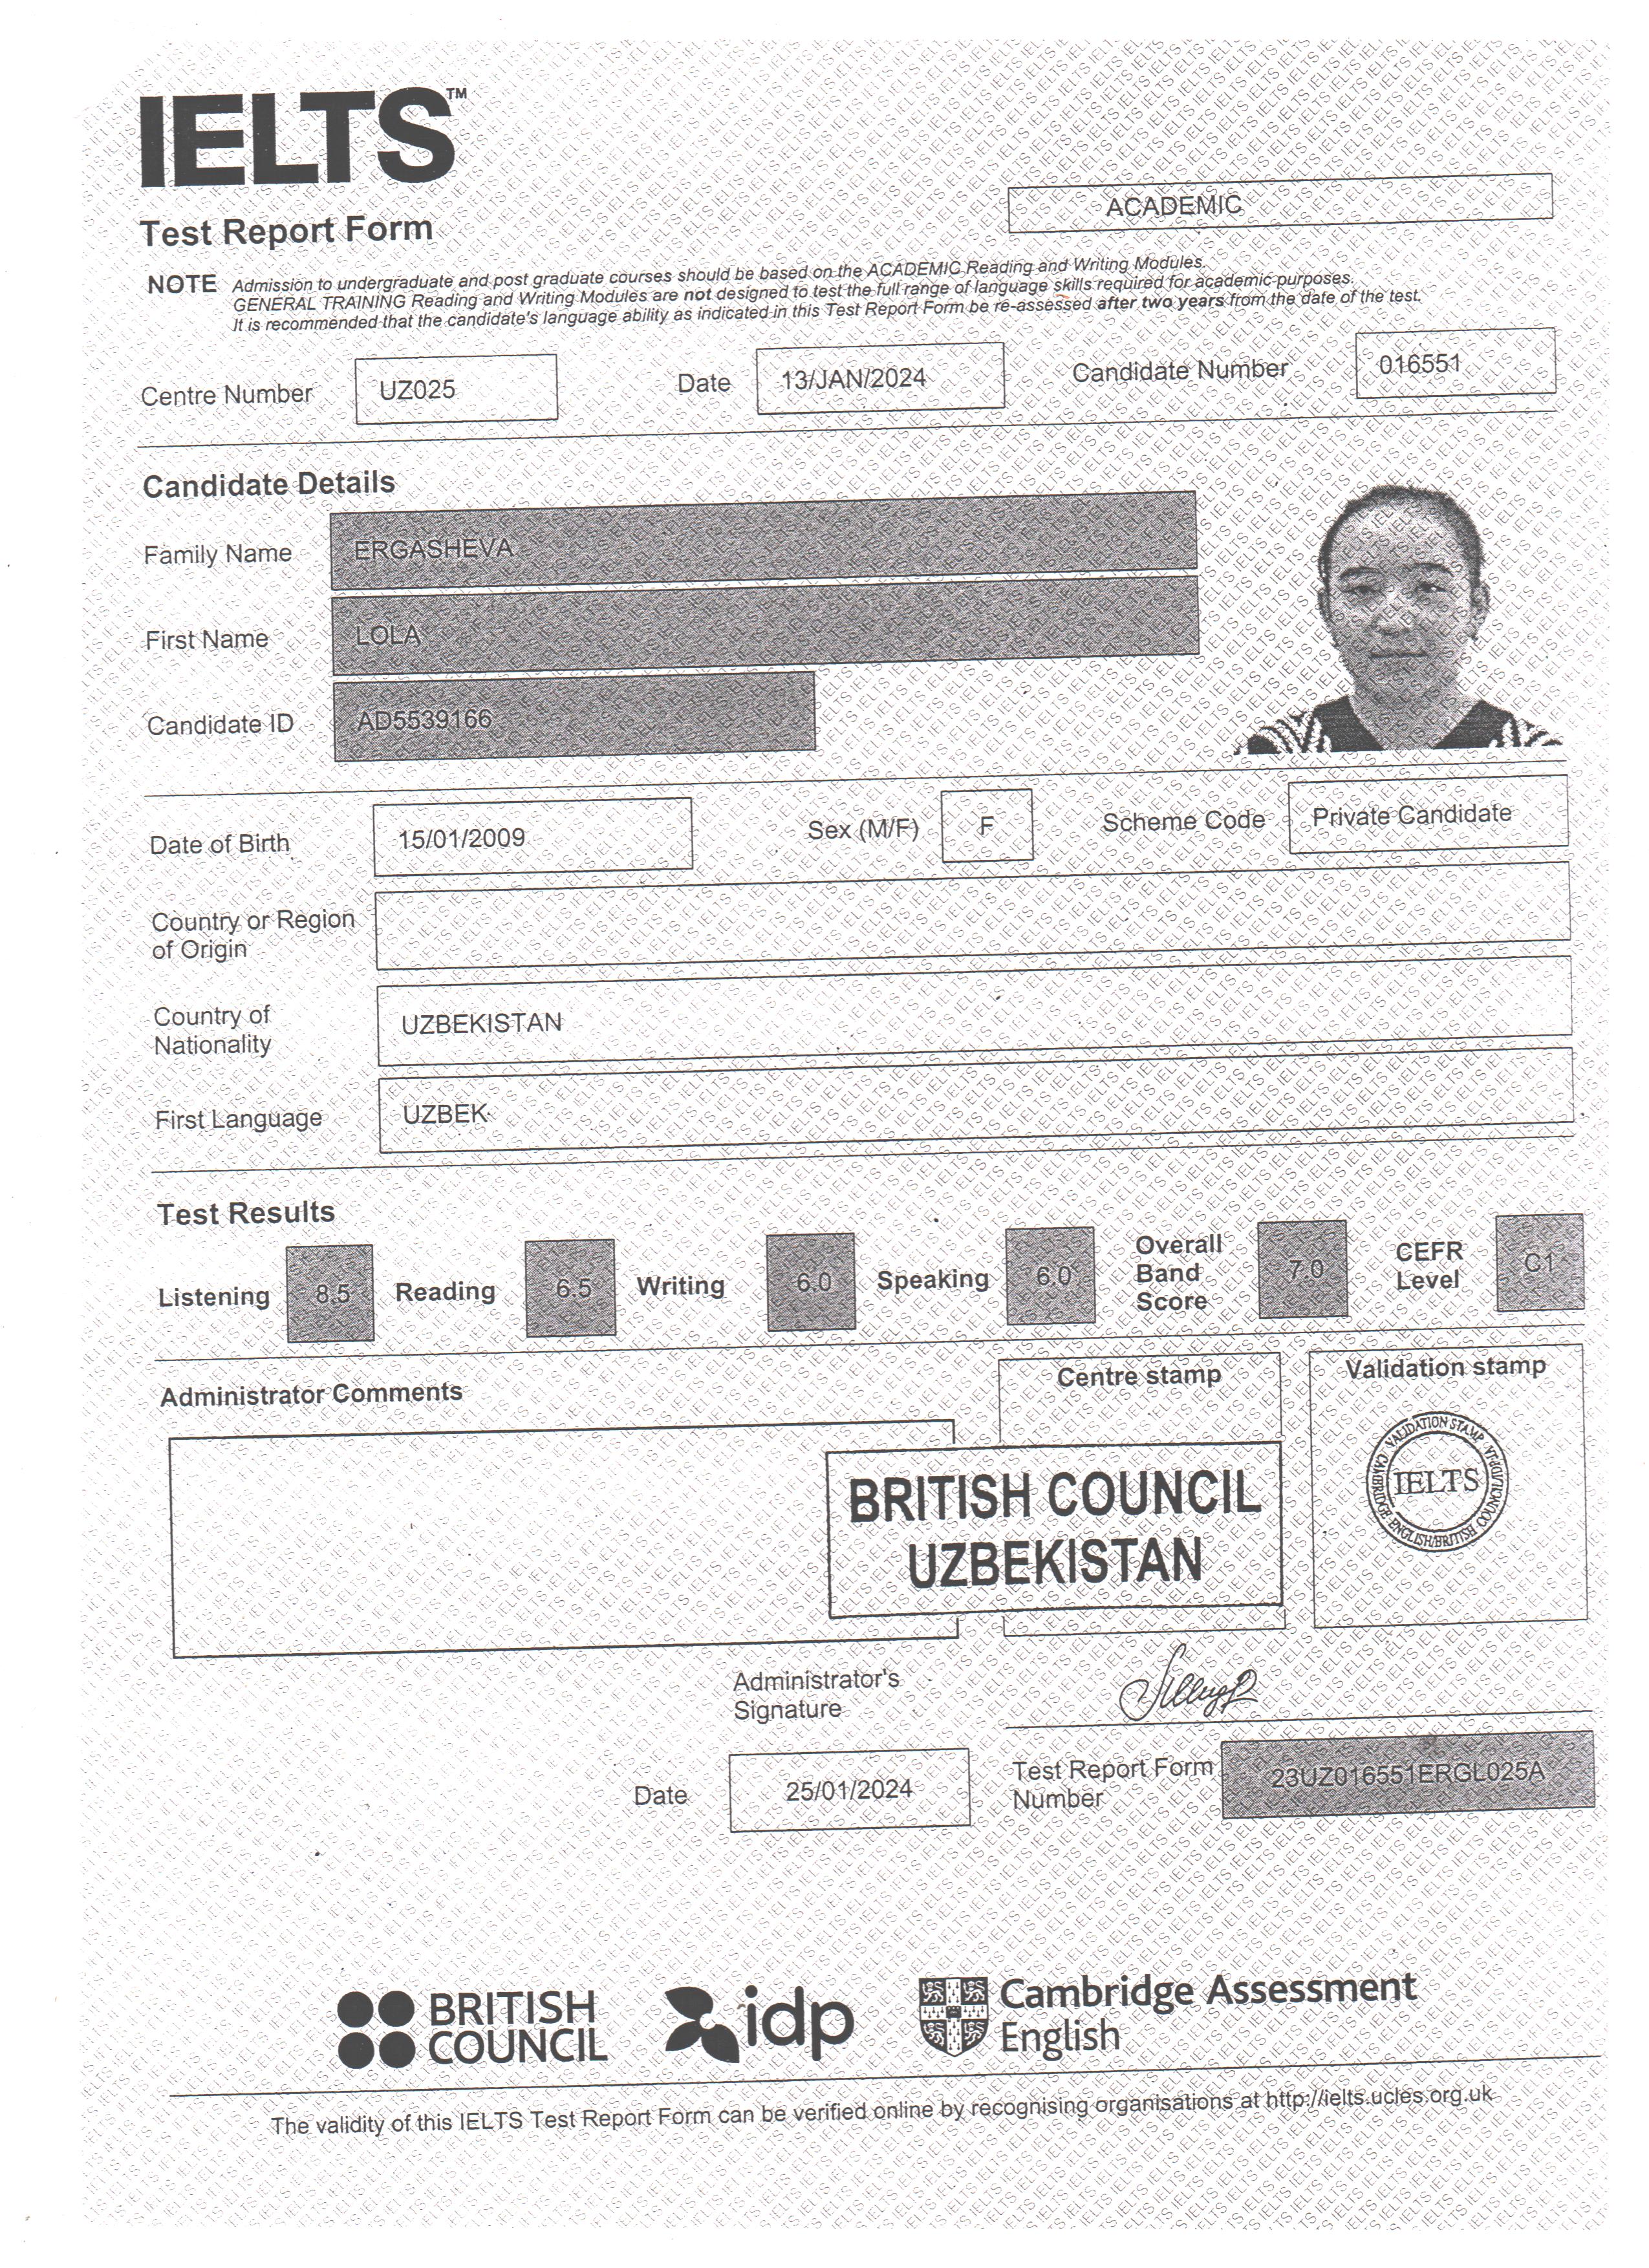 IELTS™
Test Report Form
ACADEMIC
NOTE Admission to undergraduate and post graduate courses should be based on the ACADEMIC Reading and Writing Modules.
GENERAL TRAINING Reading and Writing Modules are not designed to test the full range of language skills required for academic purposes.
It is recommended that the candidate's language ability as indicated in this Test Report Form be re-assessed after two years from the date of the test.
Centre Number UZ025 Date 13/JAN/2024 Candidate Number 016551
Candidate Details
Family Name ERGASHEVA
First Name LOLA
Candidate ID AD5539166
Date of Birth 15/01/2009 Sex (M/F) F Scheme Code Private Candidate
Country or Region
of Origin
Country of
Nationality UZBEKISTAN
First Language UZBEK
Test Results
Listening 8.5 Reading 6.5 Writing 6.0 Speaking 6.0 Overall Band Score 7.0 CEFR Level C1
Administrator Comments
Centre stamp
BRITISH COUNCIL
UZBEKISTAN
Validation stamp
VALIDATION STAMP
IELTS
CAMBRIDGE ENGLISH/BRITISH COUNCIL/IDP:IA
Administrator's
Signature
Date 25/01/2024
Test Report Form
Number 23UZ016551ERGL025A
BRITISH
COUNCIL
idp
Cambridge Assessment
English
The validity of this IELTS Test Report Form can be verified online by recognising organisations at http://ielts.ucles.org.uk